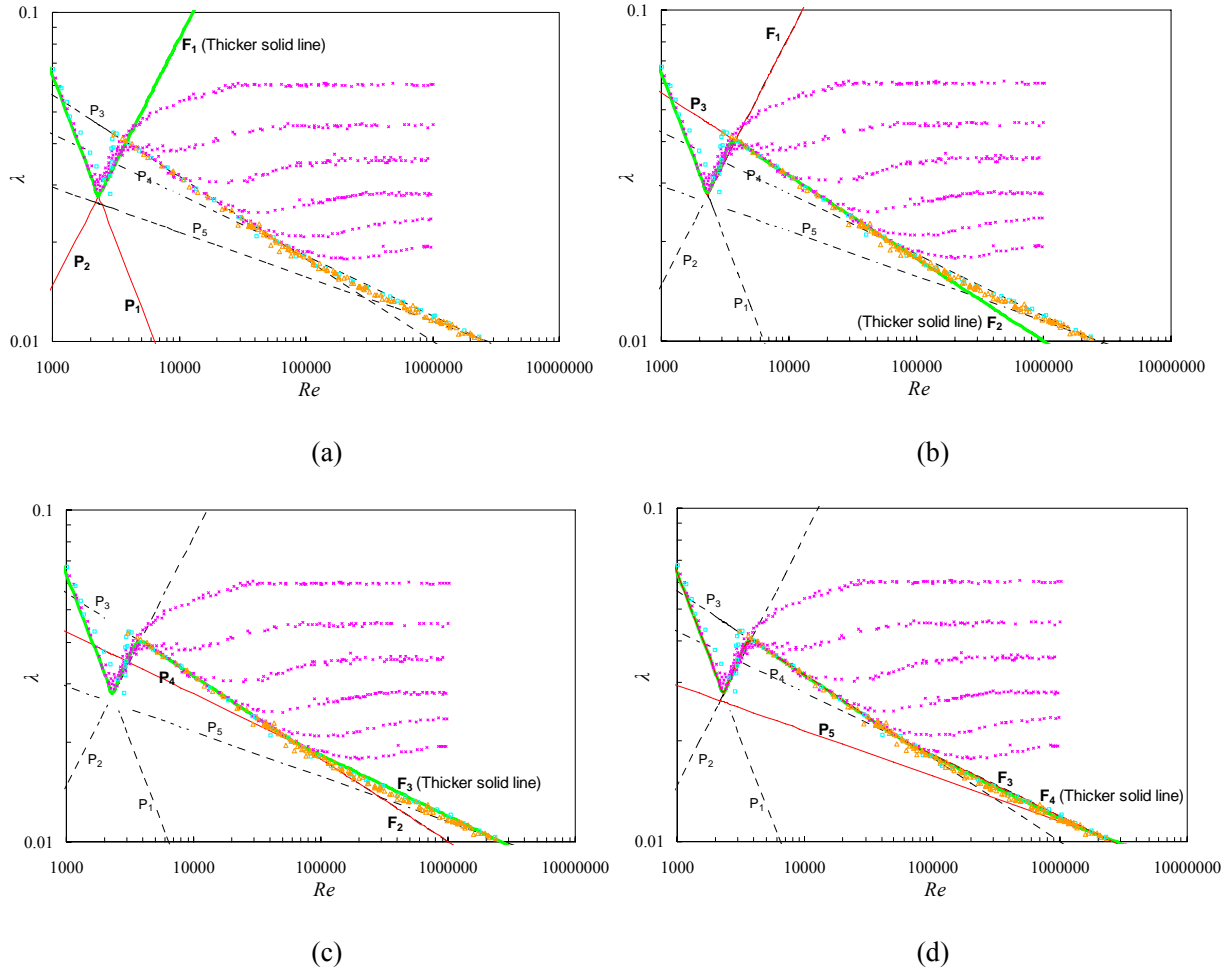 0.1
F1 (Thicker solid line)
P3
λ
P4
P5
P2
P1
0.01
1000 10000 100000 1000000 10000000
Re
(a)
0.1
F1
P3
λ
P4
P5
P2
P1
(Thicker solid line) F2
0.01
1000 10000 100000 1000000 10000000
Re
(b)
0.1
P3
λ
P4
P5
P2
F3 (Thicker solid line)
P1
F2
0.01
1000 10000 100000 1000000 10000000
Re
(c)
0.1
P3
λ
P4
P5
P2
F3
F4 (Thicker solid line)
P1
0.01
1000 10000 100000 1000000 10000000
Re
(d)